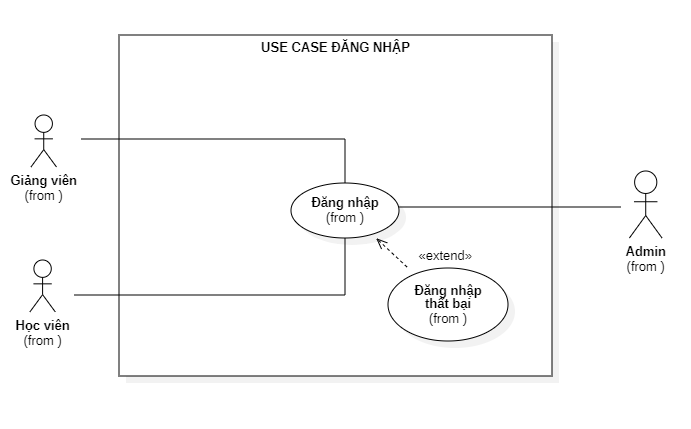 USE CASE ĐĂNG NHẬP
Giảng viên
(from )
Đăng nhập
(from )
Admin
(from )
«extend»
Đăng nhập
thất bại
(from )
Học viên
(from )